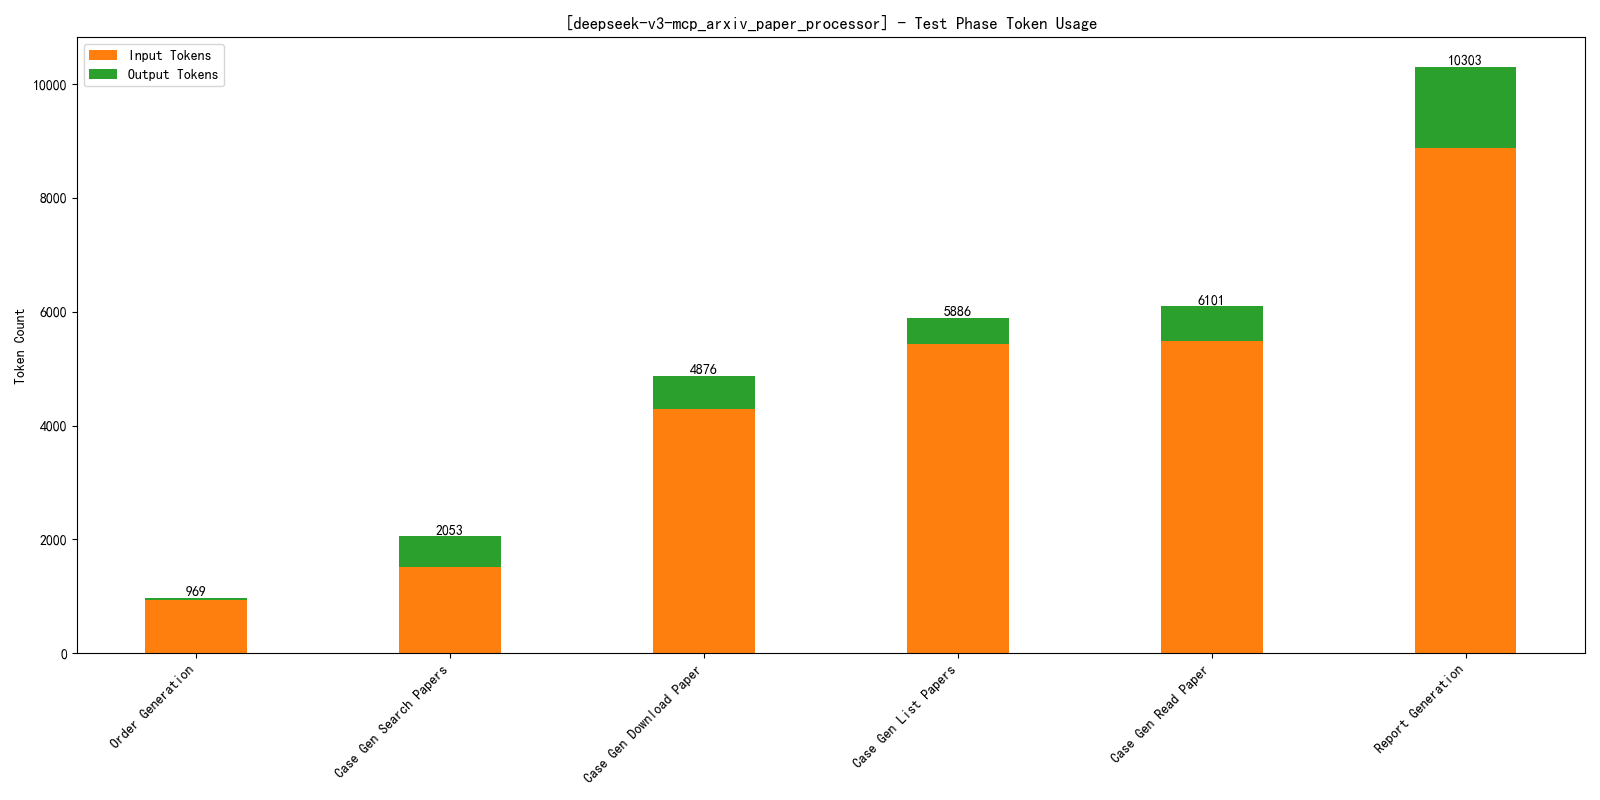 [deepseek-v3-mcp_arxiv_paper_processor] - Test Phase Token Usage
Input Tokens
Output Tokens
Token Count
10000
8000
6000
4000
2000
0
969
2053
4876
5886
6101
10303
Order Generation
Case Gen Search Papers
Case Gen Download Paper
Case Gen List Papers
Case Gen Read Paper
Report Generation